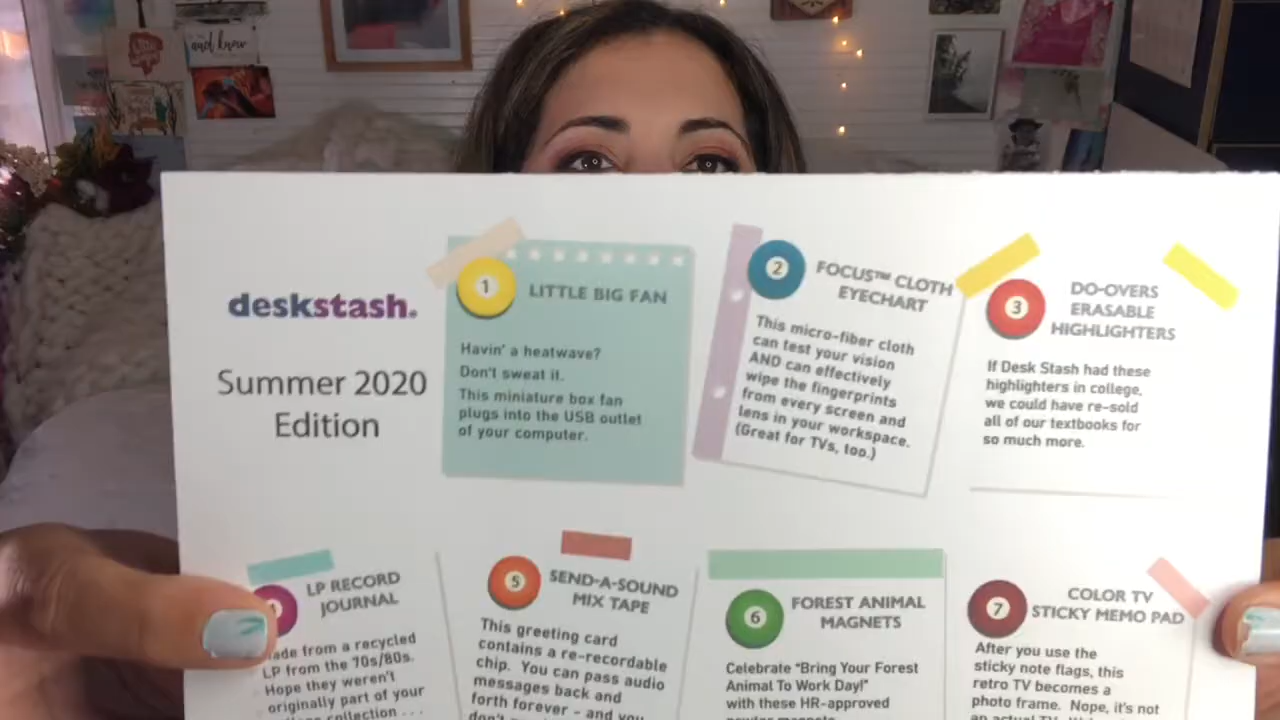 and know
deskstash.
Summer 2020
Edition
1
LITTLE BIG FAN
Havin' a heatwave?
Don't sweat it.
This miniature box fan
plugs into the USB outlet
of your computer.
2
FOCUS™ CLOTH
EYECHART
This micro-fiber cloth
can test your vision
AND can effectively
wipe the fingerprints
from every screen and
lens in your workspace.
(Great for TVs, too.)
3
DO-OVERS
ERASABLE
HIGHLIGHTERS
If Desk Stash had these
highlighters in college,
we could have re-sold
all of our textbooks for
so much more.
LP RECORD
JOURNAL
from a recycled
LP from the 70s/80s.
Hope they weren't
originally part of your
collection . . .
5
SEND-A-SOUND
MIX TAPE
This greeting card
contains a re-recordable
chip. You can pass audio
messages back and
forth forever – and you
6
FOREST ANIMAL
MAGNETS
Celebrate "Bring Your Forest
Animal To Work Day!"
with these HR-approved
7
COLOR TV
STICKY MEMO PAD
After you use the
sticky note flags, this
retro TV becomes a
photo frame. Nope, it's not
an actual TV.